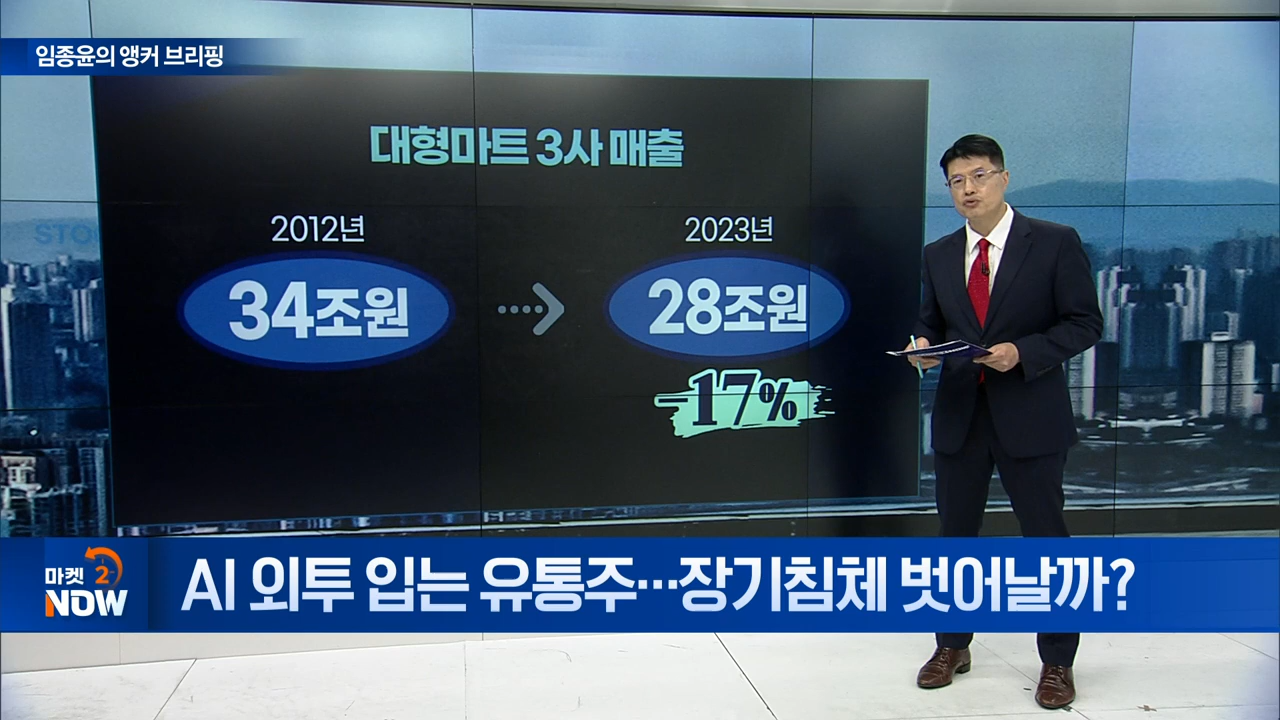 임종윤의 앵커 브리핑
대형마트 3사 매출
2012년
2023년
34조원
28조원
-17%
마켓 2
NOW
AI 외투 입는 유통주…장기침체 벗어날까?